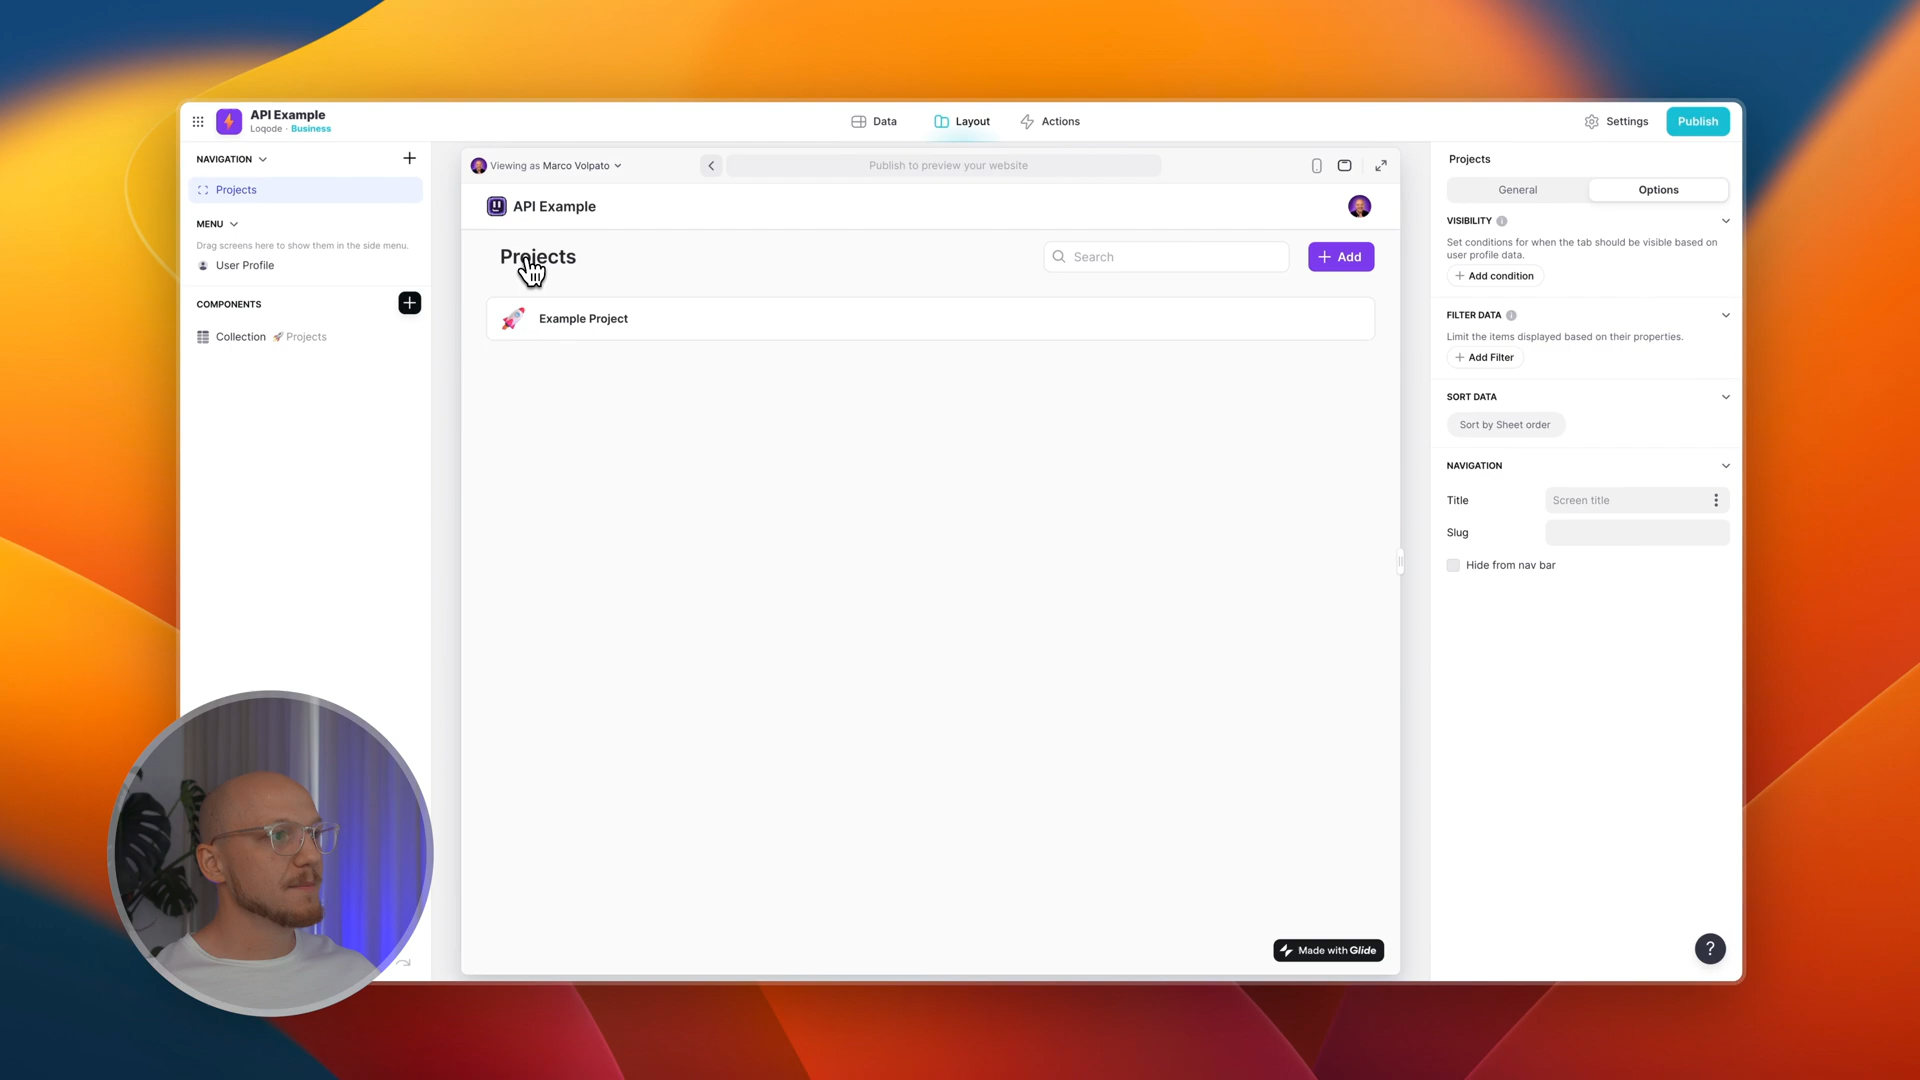 API Example
Loqode · Business
Data
Layout
Actions
Settings
Publish
NAVIGATION
Projects
MENU
Drag screens here to show them in the side menu.
User Profile
COMPONENTS
Collection 🚀 Projects
Viewing as Marco Volpato
Publish to preview your website
API Example
Projects
Search
Add
Example Project
Made with Glide
Projects
General
Options
VISIBILITY
Set conditions for when the tab should be visible based on
user profile data.
Add condition
FILTER DATA
Limit the items displayed based on their properties.
Add Filter
SORT DATA
Sort by Sheet order
NAVIGATION
Title
Screen title
Slug
Hide from nav bar
?